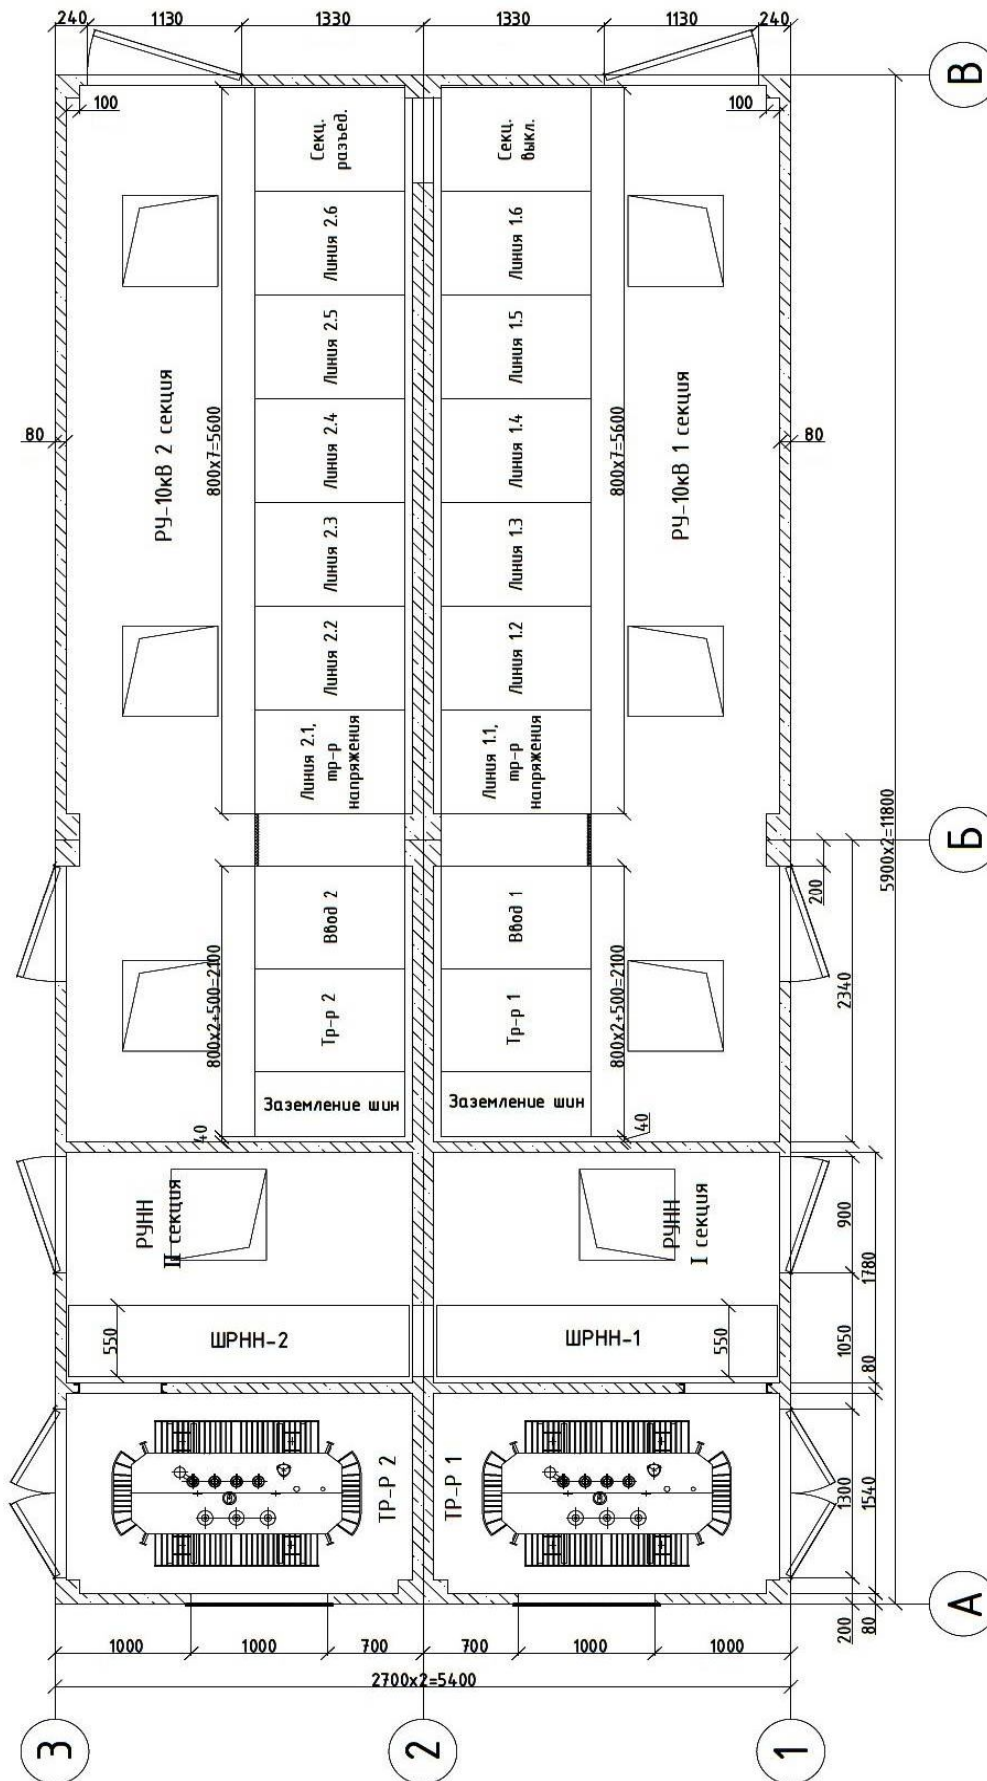 240
1130
1330
1330
1130
240
В
100
100
Секц.
разъед.
Секц.
выкл.
Линия 2.6
Линия 1.6
Линия 2.5
Линия 1.5
80
РУ-10кВ 2 секция
800х7=5600
Линия 2.4
Линия 1.4
800х7=5600
РУ-10кВ 1 секция
80
Линия 2.3
Линия 1.3
Линия 2.2
Линия 1.2
Линия 2.1,
тр-р
напряжения
Линия 1.1,
тр-р
напряжения
5900х2=11800
Б
200
Ввод 2
Ввод 1
800х2+500=2100
800х2+500=2100
2340
Тр-р 2
Тр-р 1
Заземление шин
Заземление шин
40
40
РУНН
II секция
РУНН
I секция
900
1780
550
ШРНН-2
ШРНН-1
550
1050
80
ТР-Р 2
ТР-Р 1
1300
1540
А
200
80
1000
1000
700
700
1000
1000
2700х2=5400
3
2
1